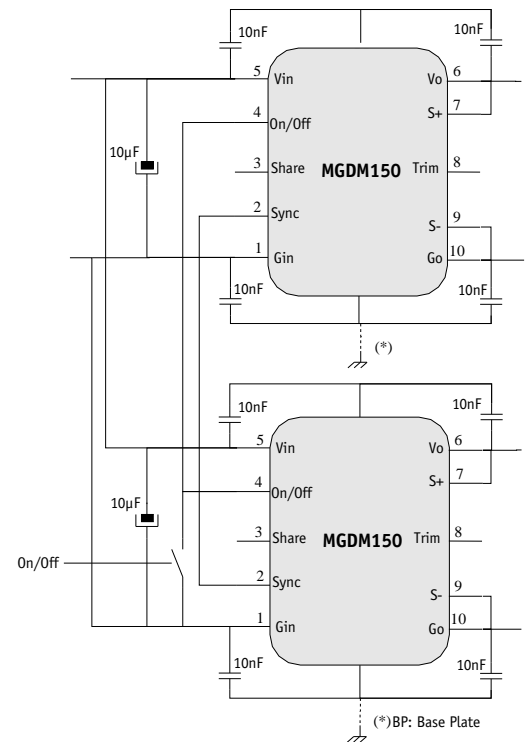 10nF
10nF
5 Vin
Vo 6
4 On/Off
S+ 7
10µF
3 Share
MGDM150
Trim 8
2 Sync
S- 9
1 Gin
Go 10
10nF
10nF
(*)
10nF
10nF
5 Vin
Vo 6
4 On/Off
S+ 7
10µF
3 Share
MGDM150
Trim 8
On/Off
2 Sync
S- 9
1 Gin
Go 10
10nF
10nF
(*)BP: Base Plate